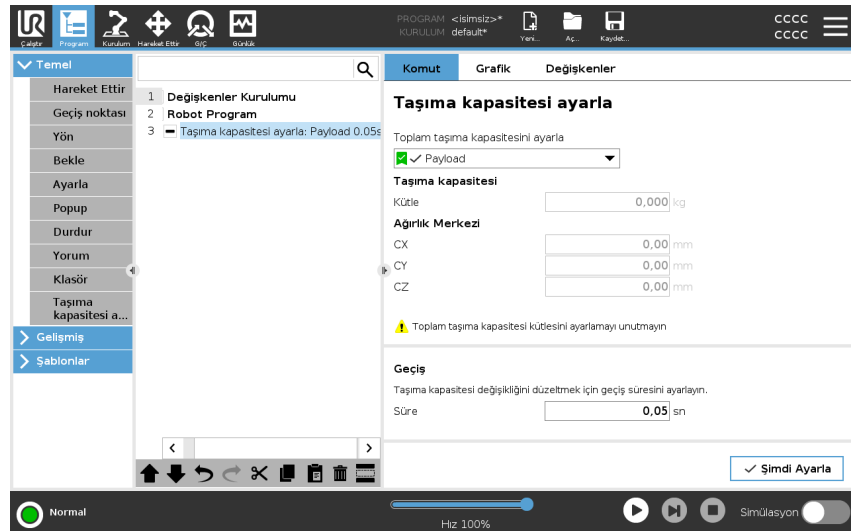 UR
Çalıştır
Program
Kurulum
Hareket Ettir
G/Ç
Günlük
PROGRAM <isimsiz>*
KURULUM default*
Yeni...
Aç...
Kaydet...
cccc
cccc
Temel
Hareket Ettir
Geçiş noktası
Yön
Bekle
Ayarla
Popup
Durdur
Yorum
Klasör
Taşıma
kapasitesi a...
Gelişmiş
Şablonlar
1 Değişkenler Kurulumu
2 Robot Program
3 Taşıma kapasitesi ayarla: Payload 0.05s
Komut
Grafik
Değişkenler
Taşıma kapasitesi ayarla
Toplam taşıma kapasitesini ayarla
Payload
Taşıma kapasitesi
Kütle 0,000 kg
Ağırlık Merkezi
CX 0,00 mm
CY 0,00 mm
CZ 0,00 mm
Toplam taşıma kapasitesi kütlesini ayarlamayı unutmayın
Geçiş
Taşıma kapasitesi değişikliğini düzeltmek için geçiş süresini ayarlayın.
Süre 0,05 sn
Şimdi Ayarla
Normal
Hız 100%
Simülasyon